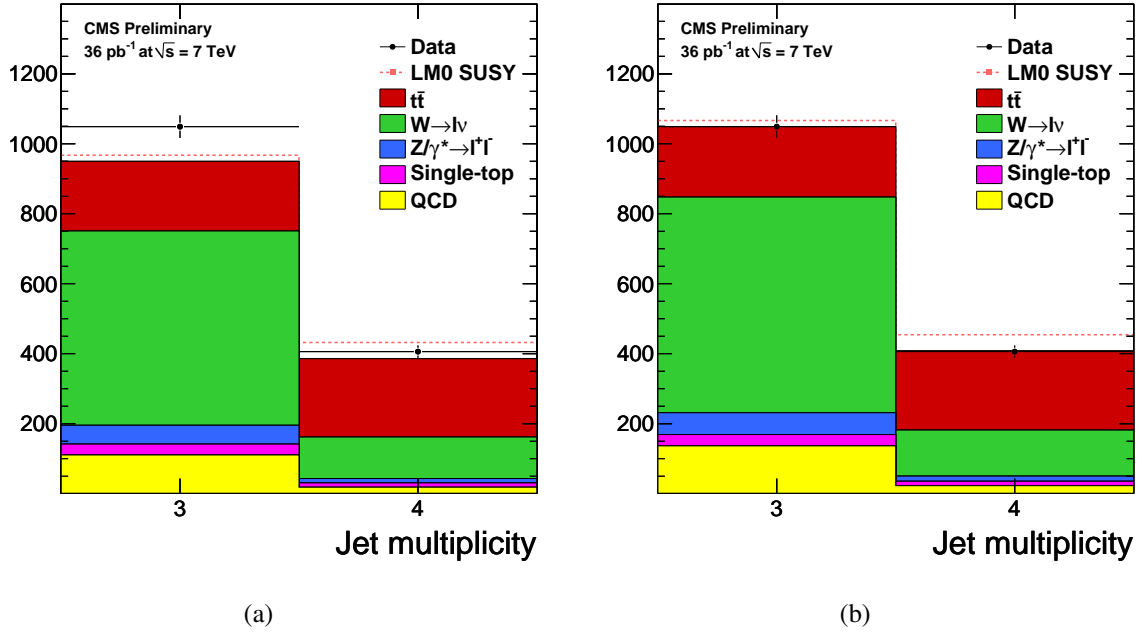 CMS Preliminary
36 pb⁻¹ at √s = 7 TeV
Data
LM0 SUSY
tt̄
W→lν
Z/γ*→l⁺l⁻
Single-top
QCD
1200
1000
800
600
400
200
3 4
Jet multiplicity
(a)
CMS Preliminary
36 pb⁻¹ at √s = 7 TeV
Data
LM0 SUSY
tt̄
W→lν
Z/γ*→l⁺l⁻
Single-top
QCD
1200
1000
800
600
400
200
3 4
Jet multiplicity
(b)